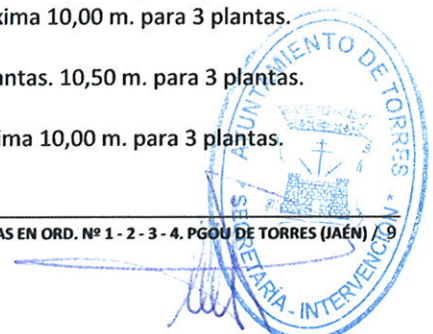 xima 10,00 m. para 3 plantas.
antas. 10,50 m. para 3 plantas.
ima 10,00 m. para 3 plantas.
AS EN ORD. Nº 1 - 2 - 3 - 4. PGOU DE TORRES (JAÉN) / 9
AYUNTAMIENTO DE TORRES
SECRETARÍA - INTERVENCIÓN *